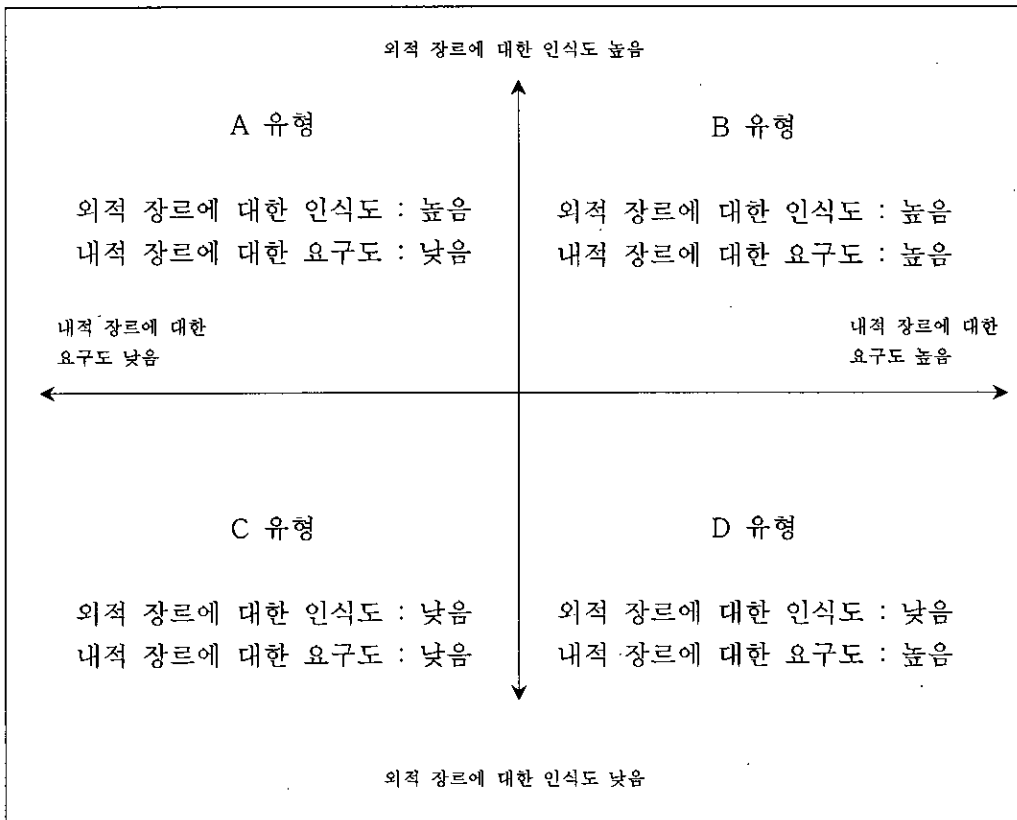 외적 장르에 대한 인식도 높음
A 유형
B 유형
외적 장르에 대한 인식도 : 높음
내적 장르에 대한 요구도 : 낮음
외적 장르에 대한 인식도 : 높음
내적 장르에 대한 요구도 : 높음
내적 장르에 대한
요구도 낮음
내적 장르에 대한
요구도 높음
C 유형
D 유형
외적 장르에 대한 인식도 : 낮음
내적 장르에 대한 요구도 : 낮음
외적 장르에 대한 인식도 : 낮음
내적 장르에 대한 요구도 : 높음
외적 장르에 대한 인식도 낮음